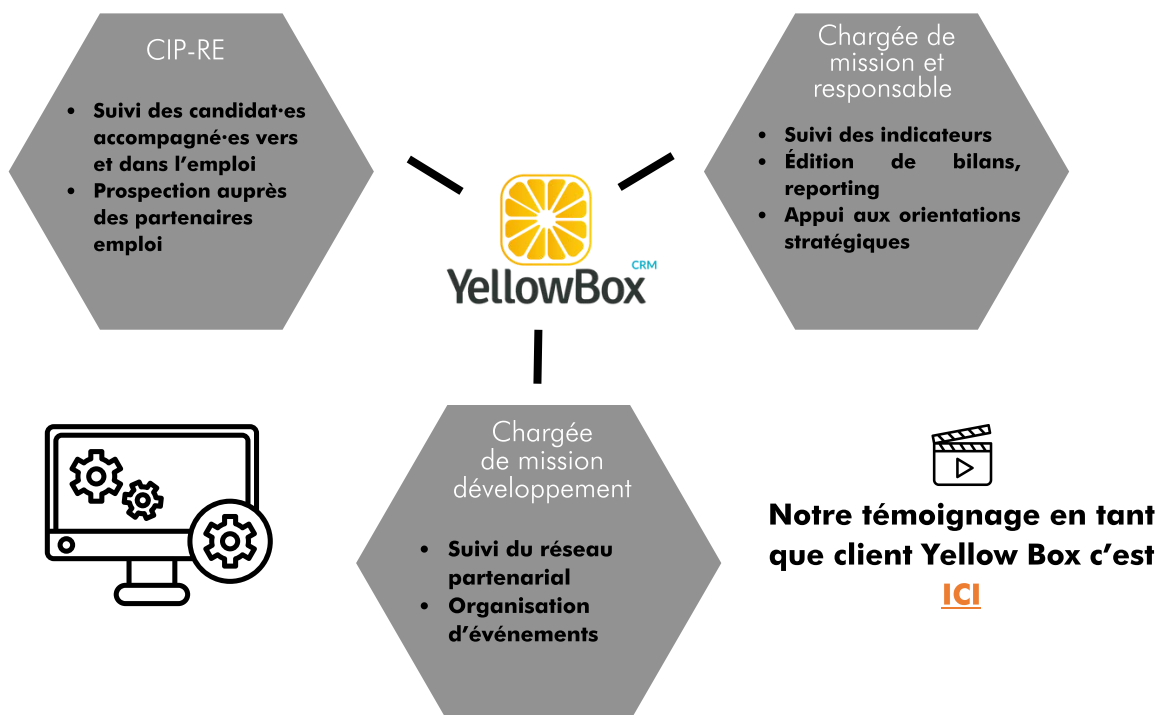 CIP-RE
• Suivi des candidat·es
accompagné·es vers
et dans l'emploi
• Prospection auprès
des partenaires
emploi
Chargée de
mission et
responsable
• Suivi des indicateurs
• Édition de bilans,
reporting
• Appui aux orientations
stratégiques
CRM
YellowBox
Chargée
de mission
développement
• Suivi du réseau
partenarial
• Organisation
d'événements
Notre témoignage en tant
que client Yellow Box c'est
ICI